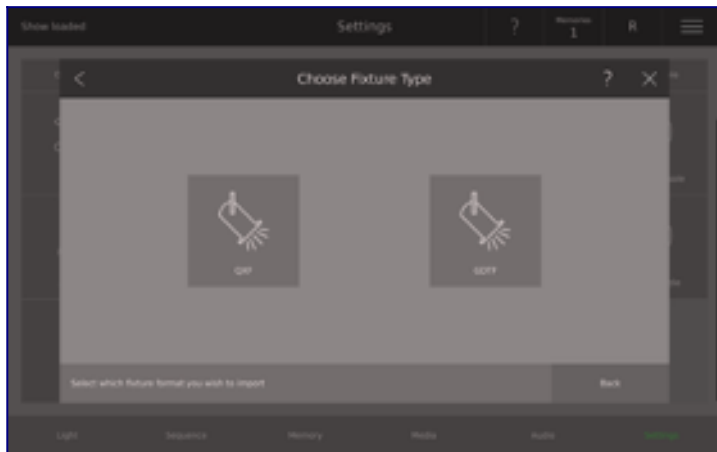 Show loaded
Settings
?
Memories
1
R
<
Choose Fixture Type
?
QXF
GDTF
Select which fixture format you wish to import
Back
Light
Sequence
Memory
Media
Audio
Settings